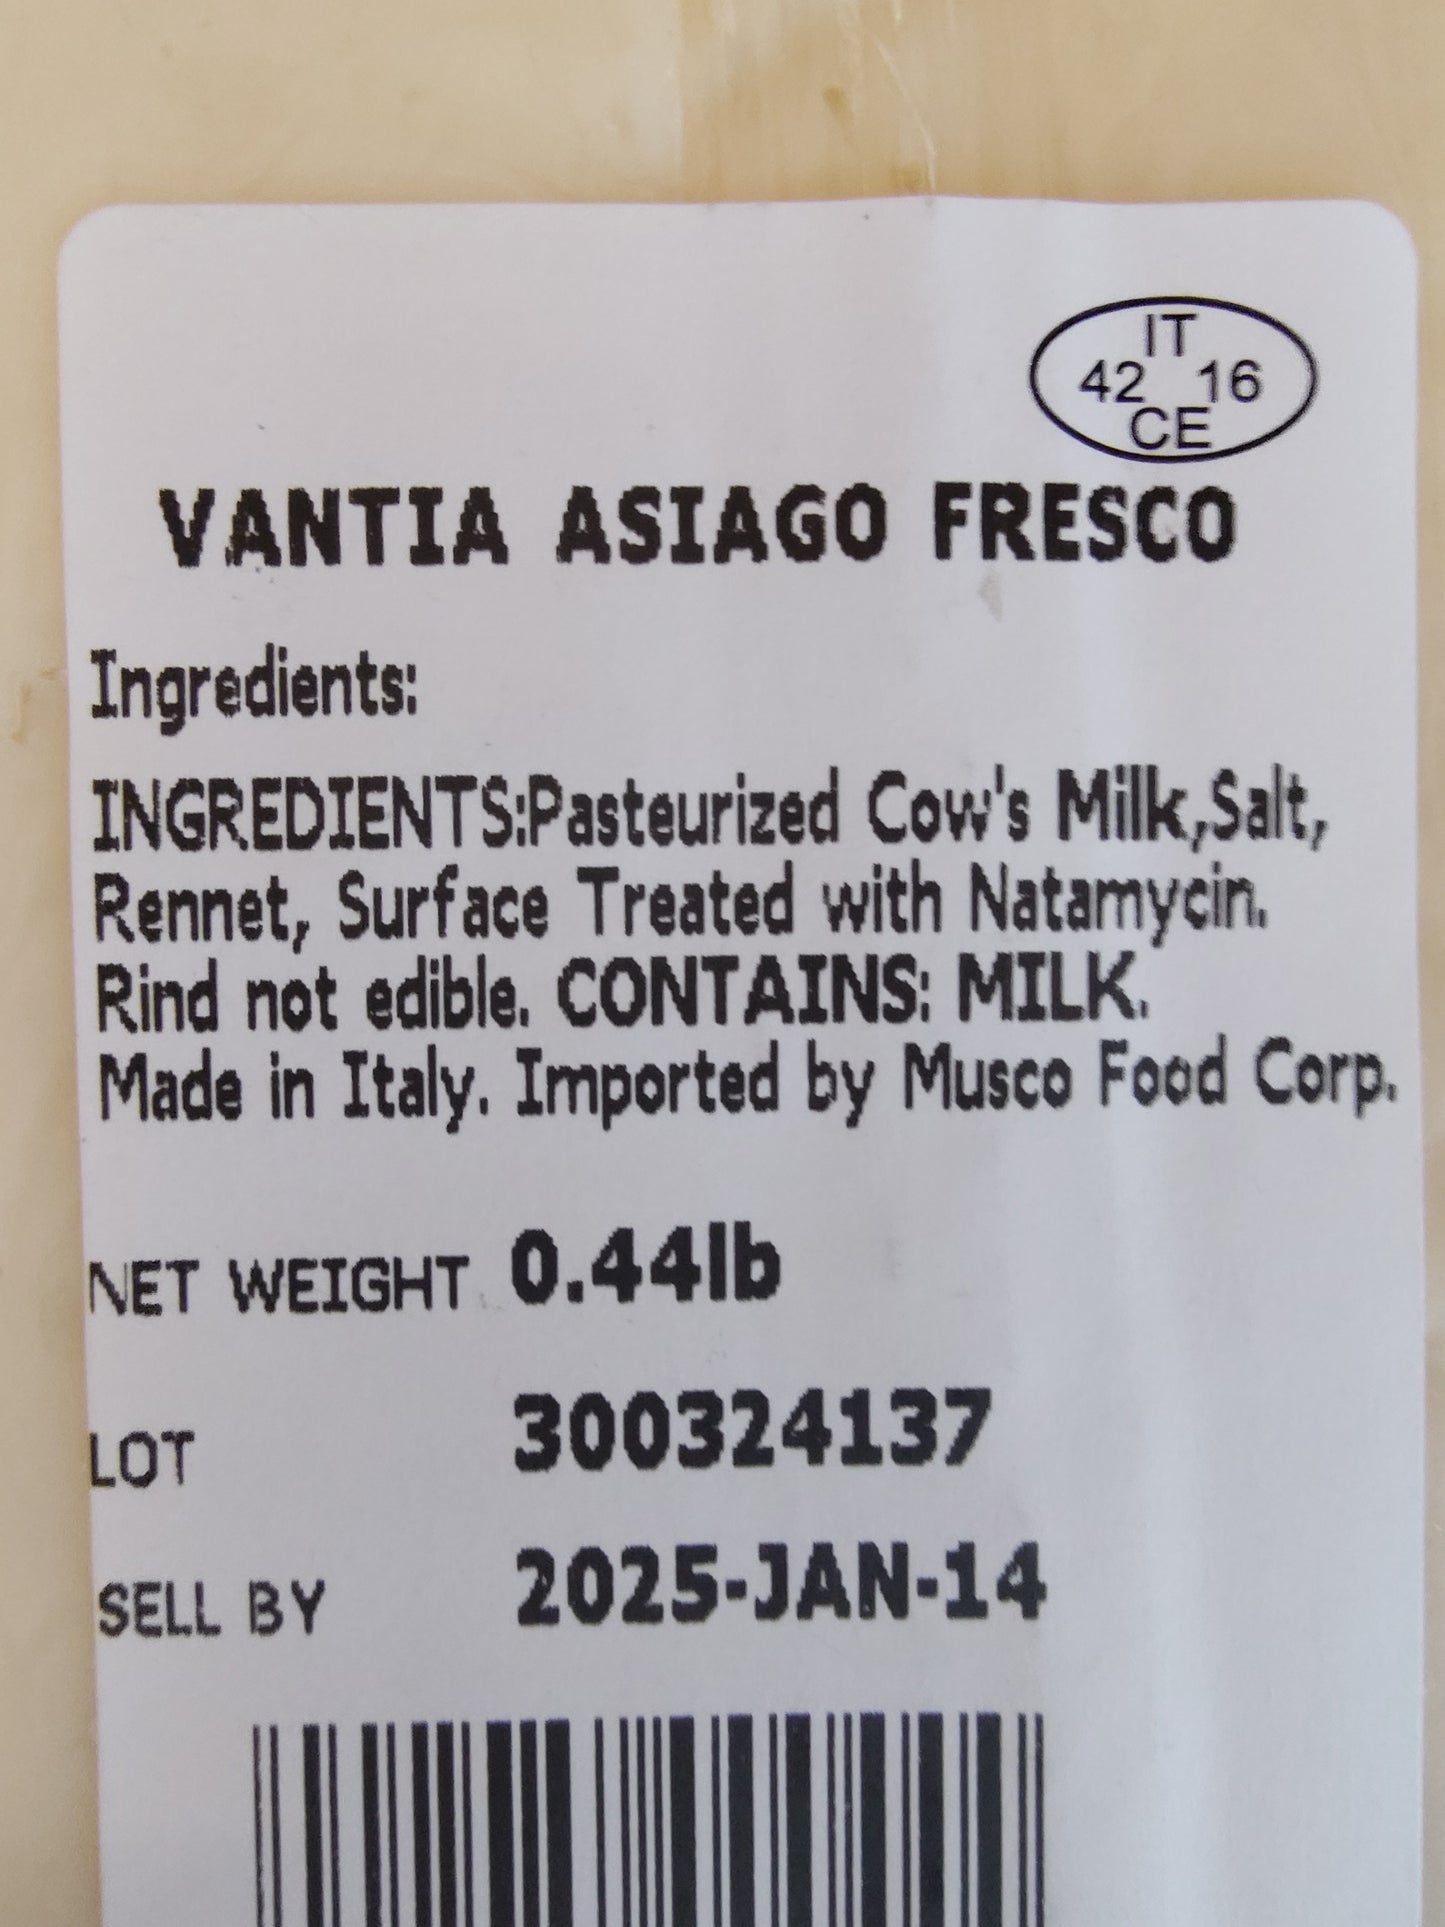 IT
42 16
CE
VANTIA ASIAGO FRESCO
Ingredients:
INGREDIENTS:Pasteurized Cow's Milk,Salt,
Rennet, Surface Treated with Natamycin.
Rind not edible. CONTAINS: MILK.
Made in Italy. Imported by Musco Food Corp.
NET WEIGHT 0.44lb
LOT 300324137
SELL BY 2025-JAN-14